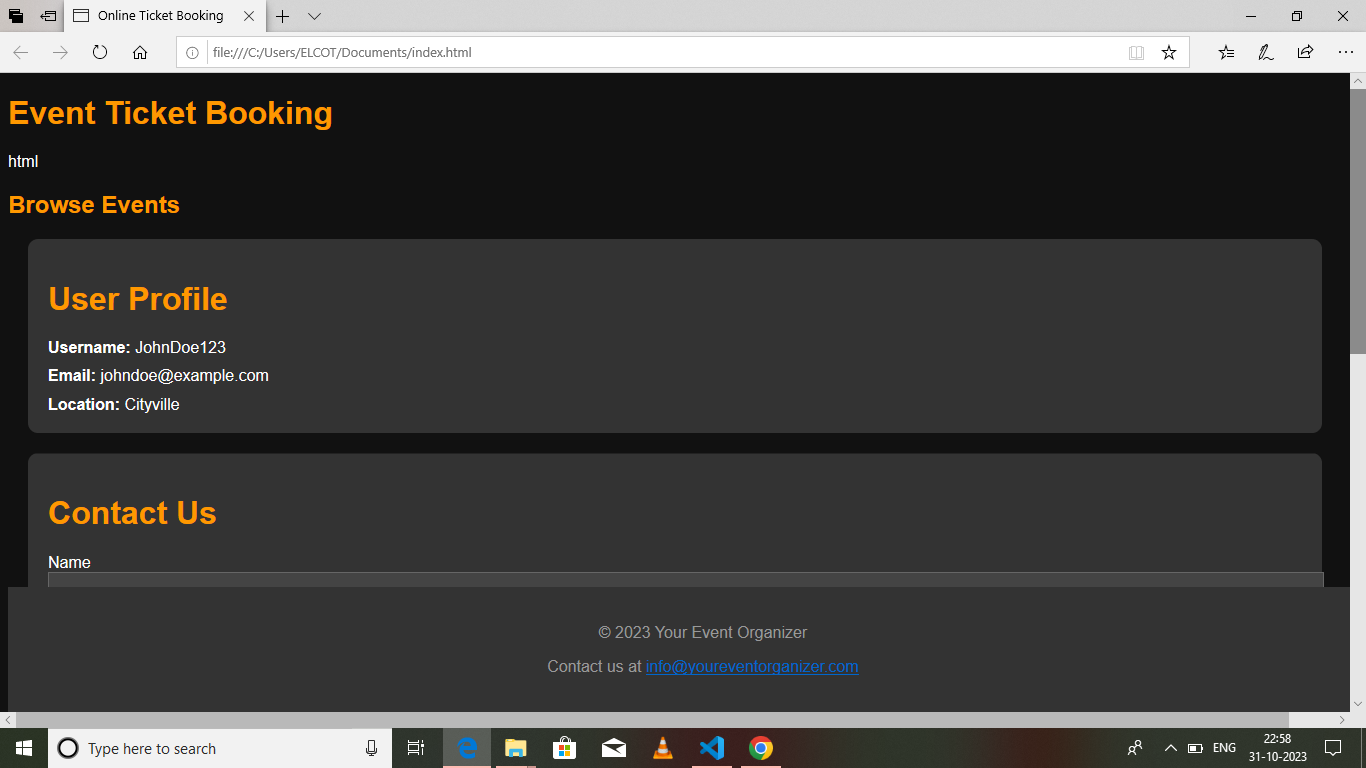 Online Ticket Booking
file:///C:/Users/ELCOT/Documents/index.html
Event Ticket Booking
html
Browse Events
User Profile
Username: JohnDoe123
Email: johndoe@example.com
Location: Cityville
Contact Us
Name
© 2023 Your Event Organizer
Contact us at info@youreventorganizer.com
Type here to search
ENG
22:58
31-10-2023